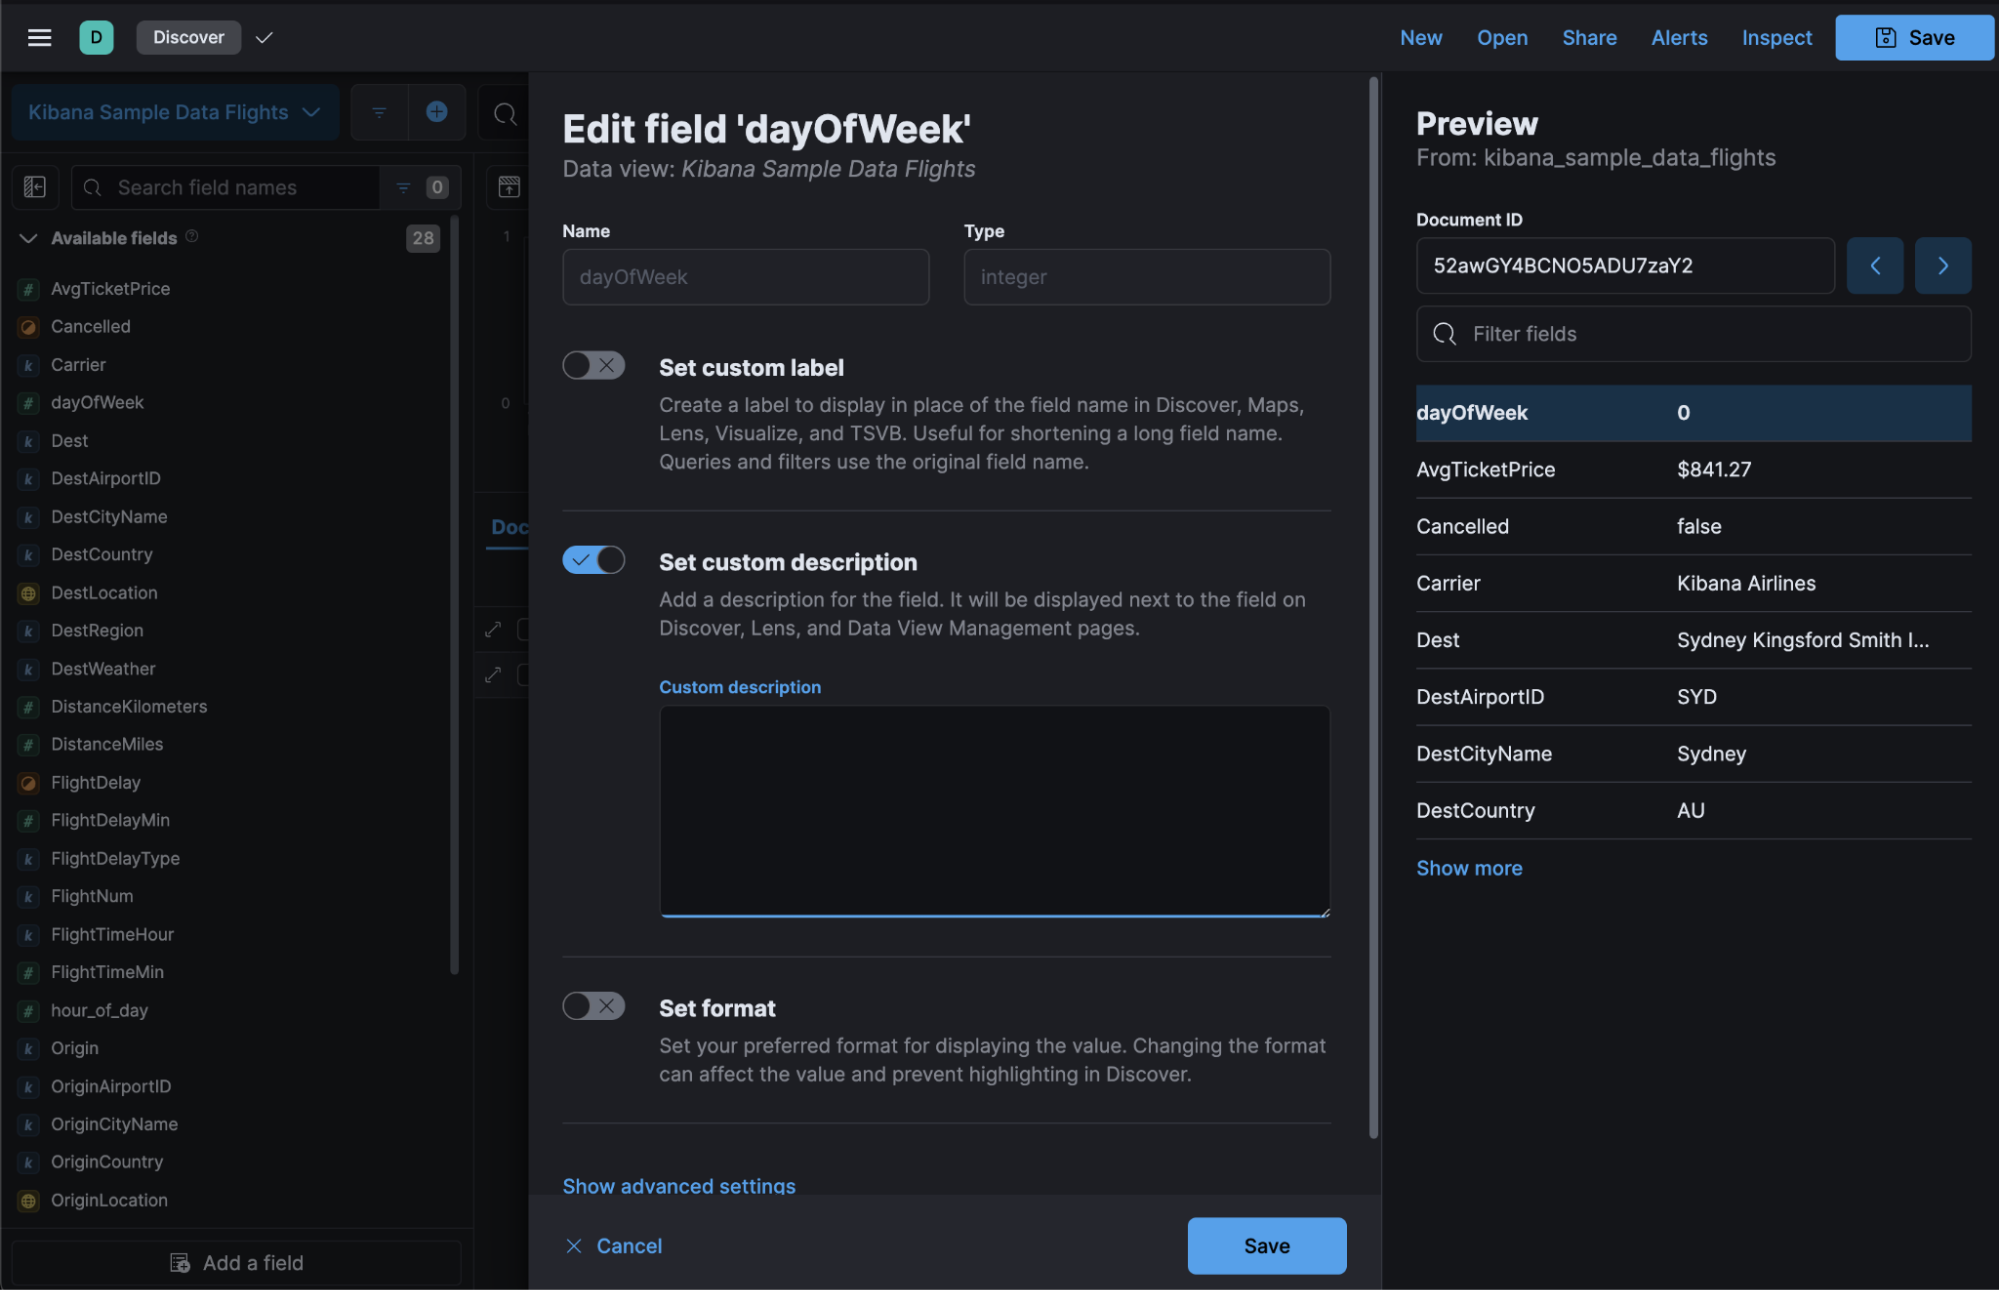 D
Discover
New
Open
Share
Alerts
Inspect
Save
Kibana Sample Data Flights
Search field names
0
Available fields
28
AvgTicketPrice
Cancelled
Carrier
dayOfWeek
Dest
DestAirportID
DestCityName
DestCountry
DestLocation
DestRegion
DestWeather
DistanceKilometers
DistanceMiles
FlightDelay
FlightDelayMin
FlightDelayType
FlightNum
FlightTimeHour
FlightTimeMin
hour_of_day
Origin
OriginAirportID
OriginCityName
OriginCountry
OriginLocation
Add a field
1
0
Doc
Edit field 'dayOfWeek'
Data view: Kibana Sample Data Flights
Name
dayOfWeek
Type
integer
Set custom label
Create a label to display in place of the field name in Discover, Maps,
Lens, Visualize, and TSVB. Useful for shortening a long field name.
Queries and filters use the original field name.
Set custom description
Add a description for the field. It will be displayed next to the field on
Discover, Lens, and Data View Management pages.
Custom description
Set format
Set your preferred format for displaying the value. Changing the format
can affect the value and prevent highlighting in Discover.
Show advanced settings
Cancel
Save
Preview
From: kibana_sample_data_flights
Document ID
52awGY4BCNO5ADU7zaY2
Filter fields
dayOfWeek 0
AvgTicketPrice $841.27
Cancelled false
Carrier Kibana Airlines
Dest Sydney Kingsford Smith I...
DestAirportID SYD
DestCityName Sydney
DestCountry AU
Show more